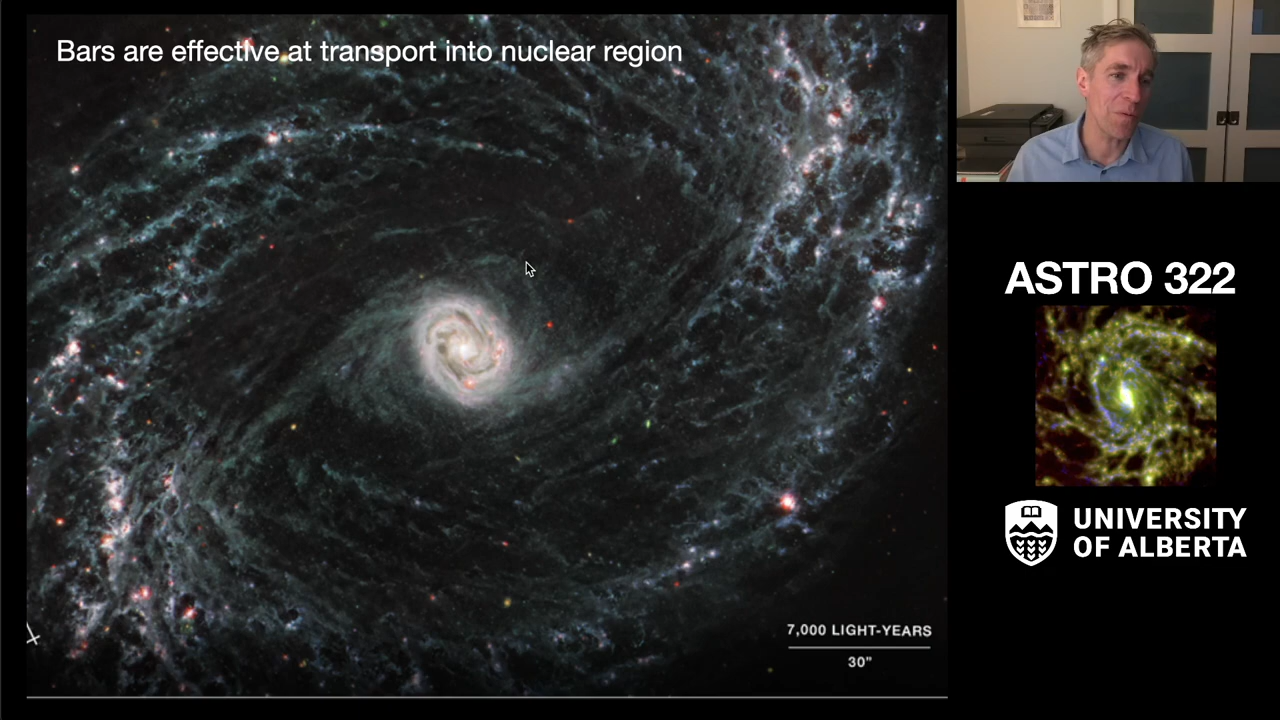 Bars are effective at transport into nuclear region
ASTRO 322
UNIVERSITY
OF ALBERTA
7,000 LIGHT-YEARS
30”